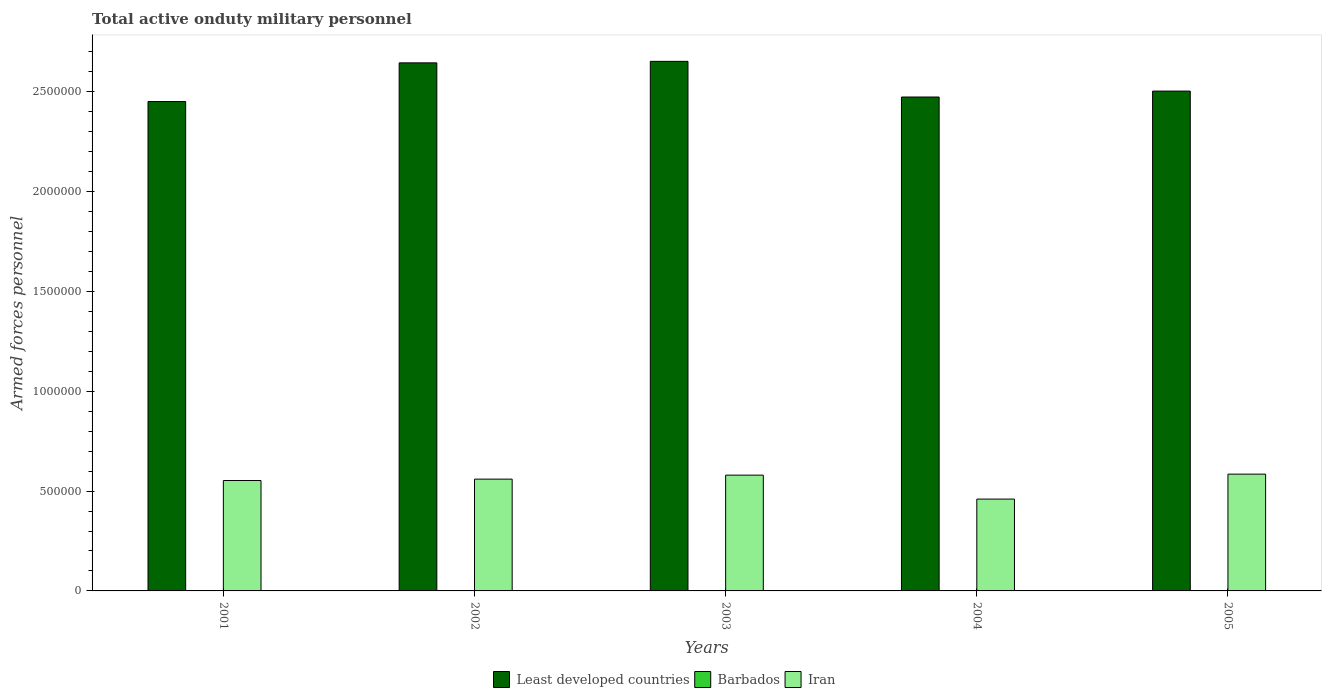 Total active onduty military personnel
Armed forces personnel
2500000
2000000
1500000
1000000
500000
0
2001
2002
2003
2004
2005
Years
Least developed countries
Barbados
Iran